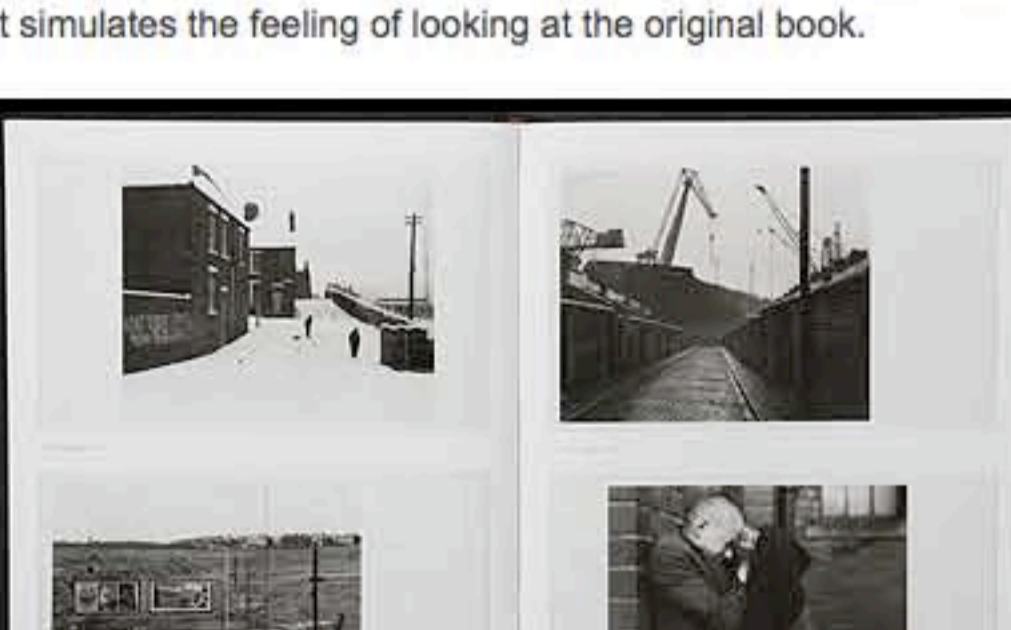 t simulates the feeling of looking at the original book.